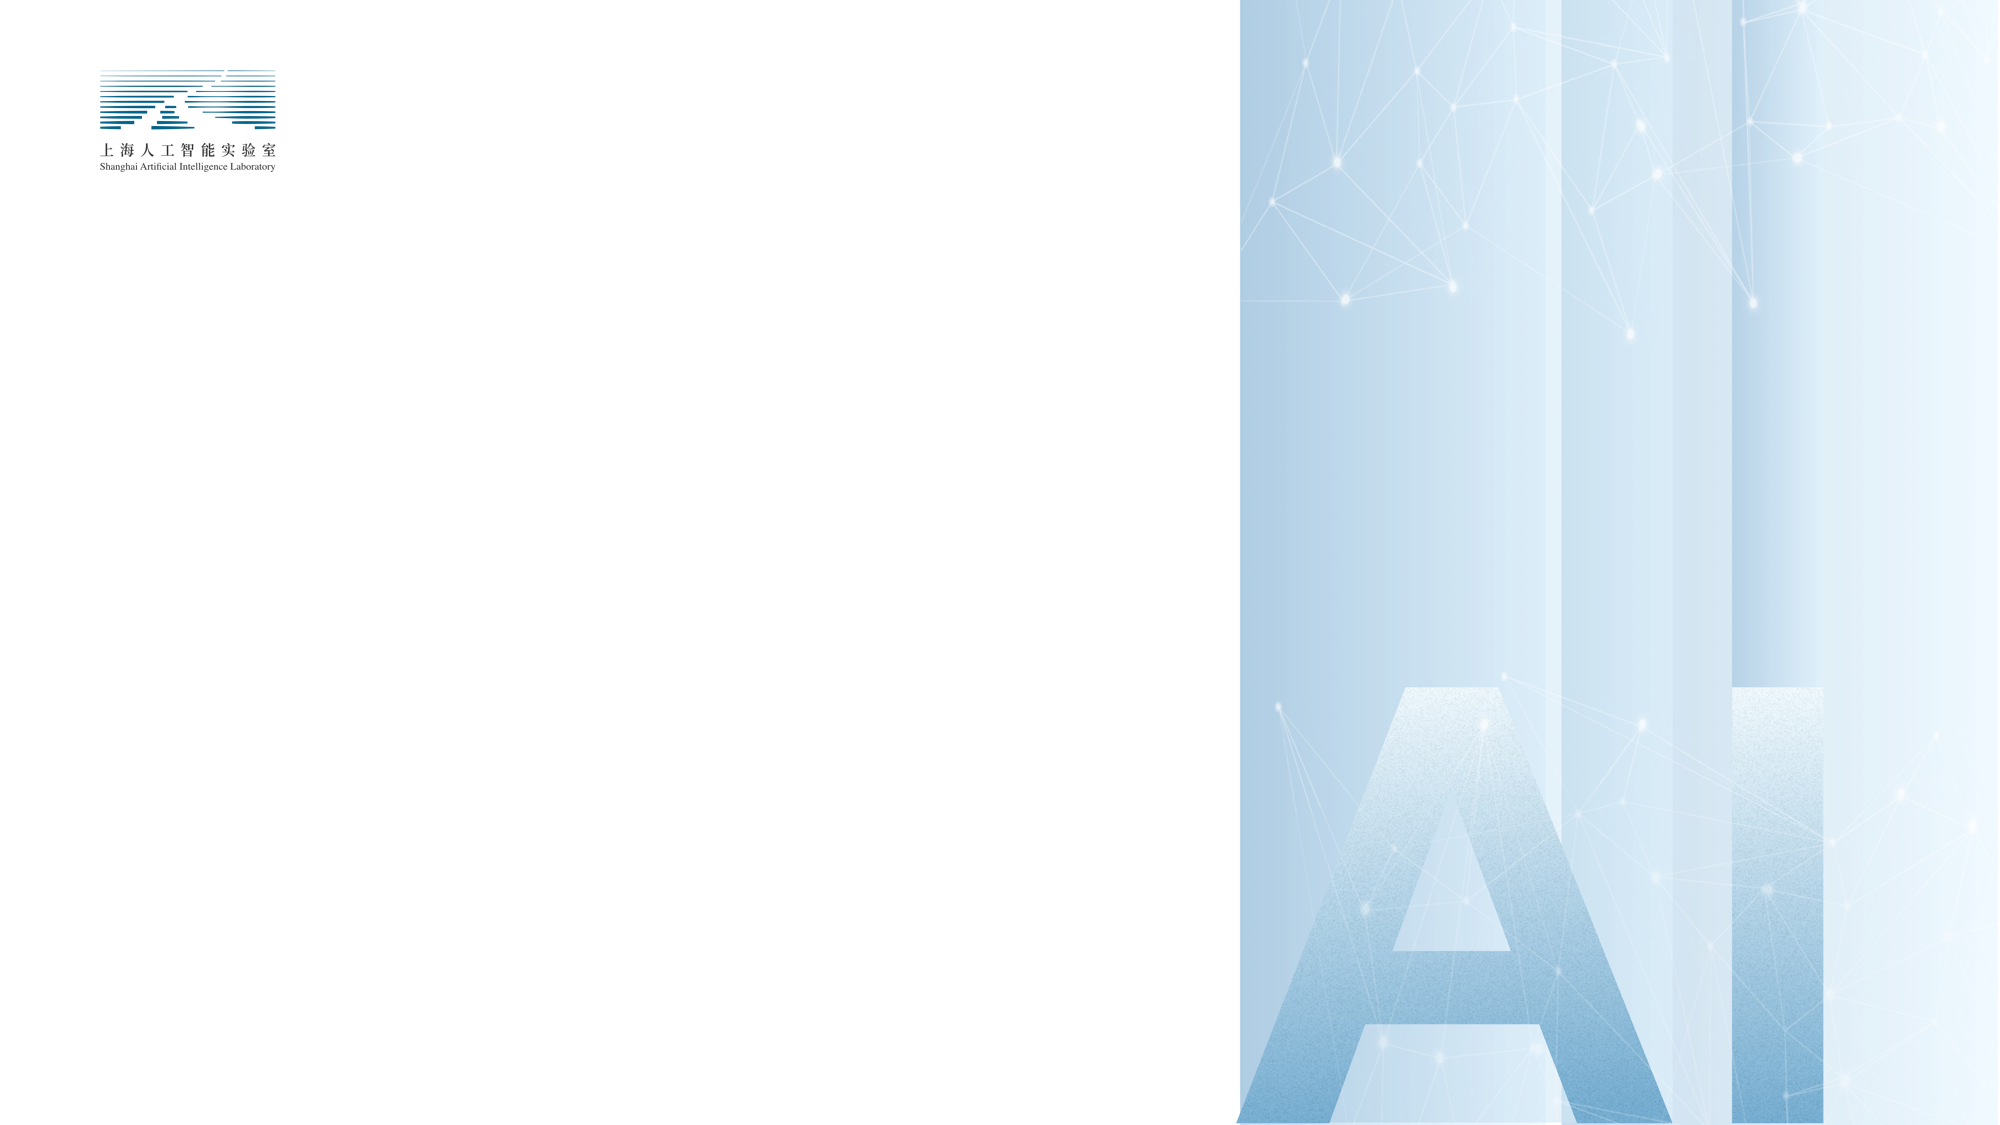 上海人工智能实验室
Shanghai Artificial Intelligence Laboratory
AI